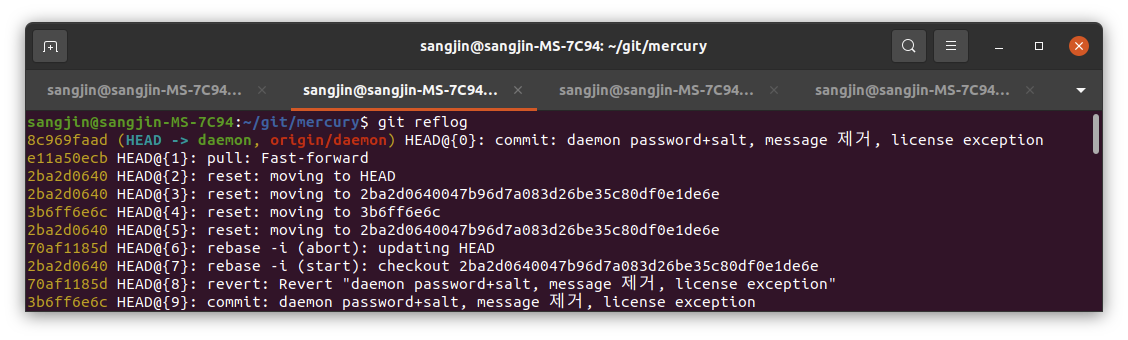 sangjin@sangjin-MS-7C94: ~/git/mercury
sangjin@sangjin-MS-7C94... sangjin@sangjin-MS-7C94... sangjin@sangjin-MS-7C94... sangjin@sangjin-MS-7C94...
sangjin@sangjin-MS-7C94:~/git/mercury$ git reflog
8c969faad (HEAD -> daemon, origin/daemon) HEAD@{0}: commit: daemon password+salt, message 제거, license exception
e11a50ecb HEAD@{1}: pull: Fast-forward
2ba2d0640 HEAD@{2}: reset: moving to HEAD
2ba2d0640 HEAD@{3}: reset: moving to 2ba2d0640047b96d7a083d26be35c80df0e1de6e
3b6ff6e6c HEAD@{4}: reset: moving to 3b6ff6e6c
2ba2d0640 HEAD@{5}: reset: moving to 2ba2d0640047b96d7a083d26be35c80df0e1de6e
70af1185d HEAD@{6}: rebase -i (abort): updating HEAD
2ba2d0640 HEAD@{7}: rebase -i (start): checkout 2ba2d0640047b96d7a083d26be35c80df0e1de6e
70af1185d HEAD@{8}: revert: Revert "daemon password+salt, message 제거, license exception"
3b6ff6e6c HEAD@{9}: commit: daemon password+salt, message 제거, license exception